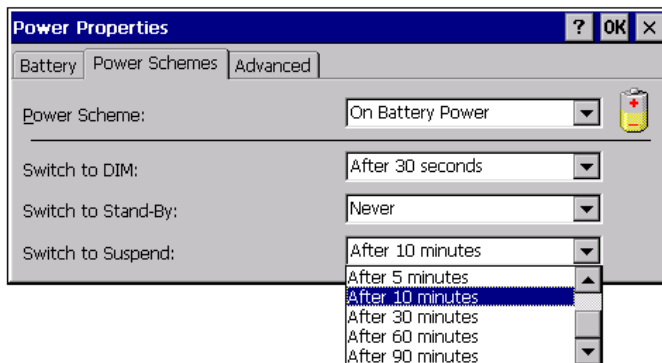 Power Properties ? OK ×
Battery Power Schemes Advanced
Power Scheme: On Battery Power
Switch to DIM: After 30 seconds
Switch to Stand-By: Never
Switch to Suspend: After 10 minutes
After 5 minutes
After 10 minutes
After 30 minutes
After 60 minutes
After 90 minutes